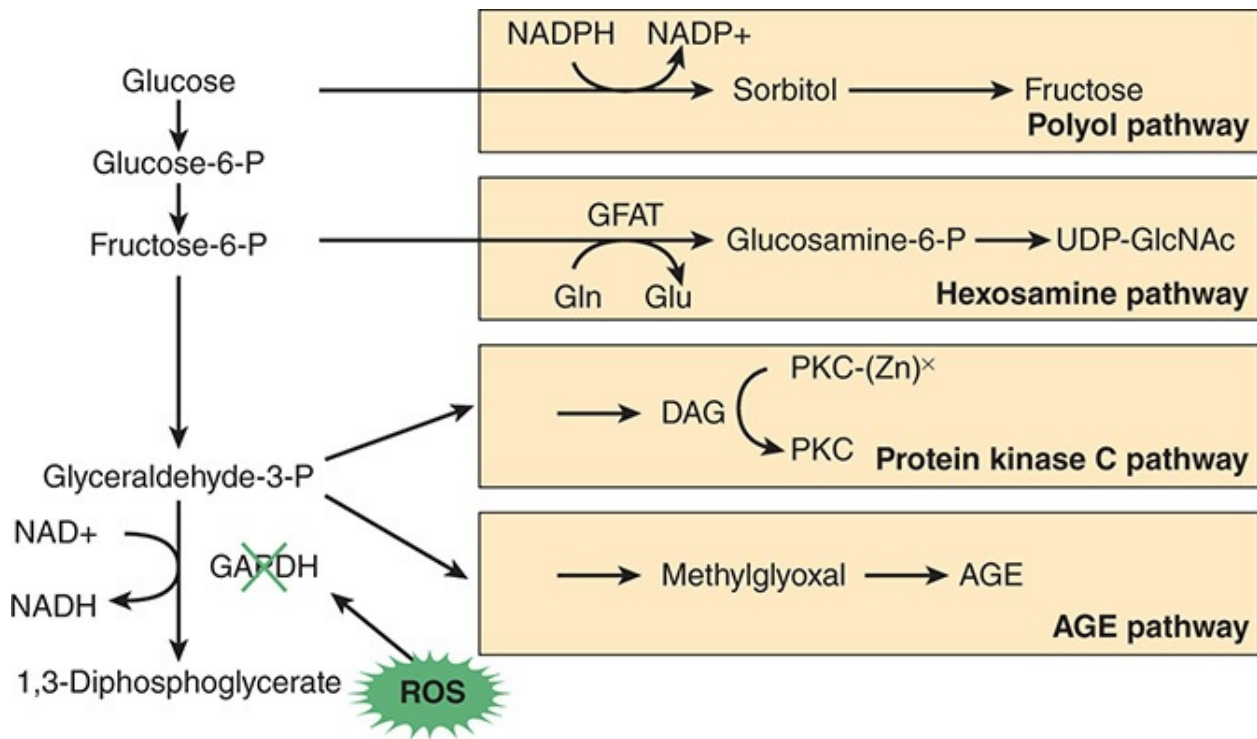 Glucose
Glucose-6-P
Fructose-6-P
Glyceraldehyde-3-P
NAD+
GAPDH
NADH
1,3-Diphosphoglycerate
ROS
NADPH NADP+
Sorbitol Fructose
Polyol pathway
GFAT
Glucosamine-6-P UDP-GlcNAc
Gln Glu
Hexosamine pathway
PKC-(Zn)×
DAG
PKC
Protein kinase C pathway
Methylglyoxal AGE
AGE pathway